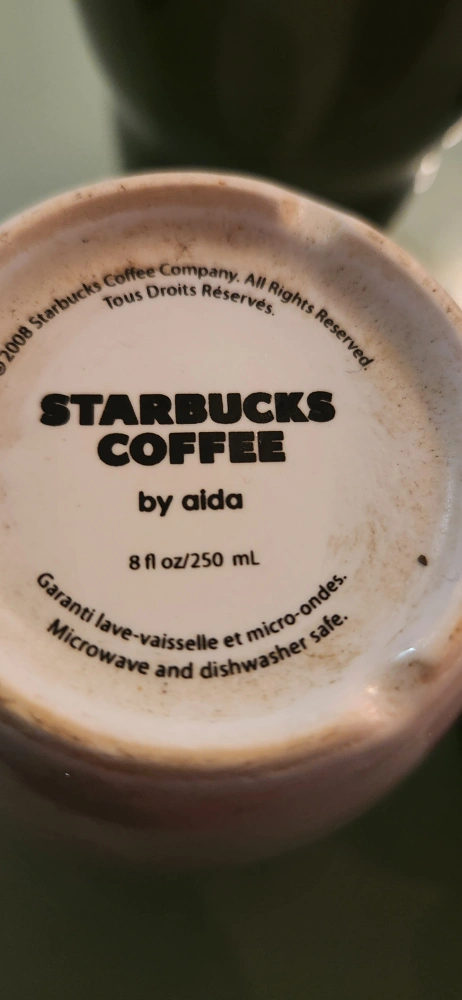 ©2008 Starbucks Coffee Company. All Rights Reserved.
Tous Droits Réservés.
STARBUCKS
COFFEE
by aida
8 fl oz/250 mL
Garanti lave-vaisselle et micro-ondes.
Microwave and dishwasher safe.